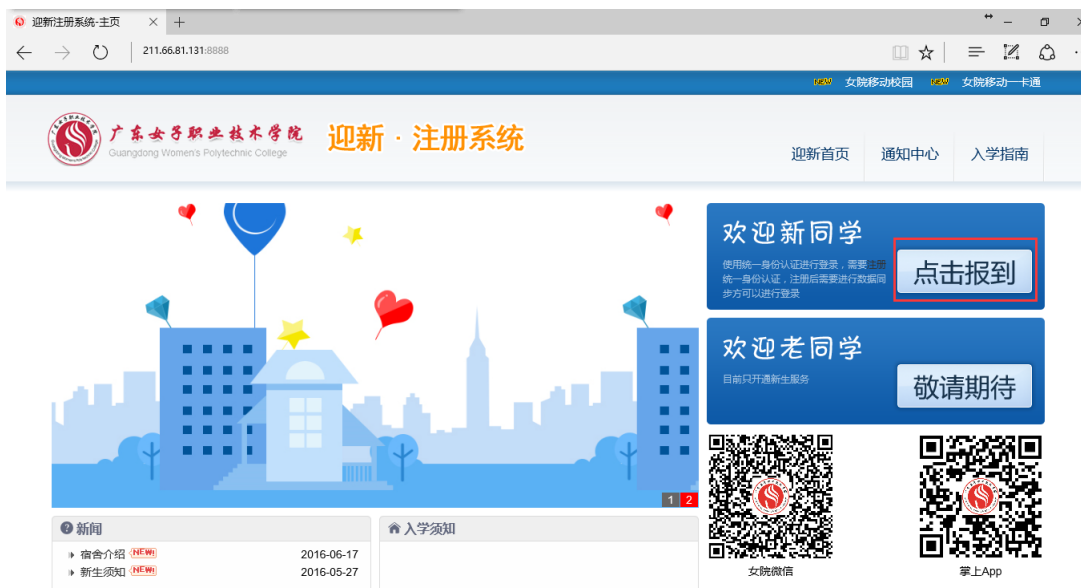 迎新注册系统-主页
211.66.81.131:8888
NEW 女院移动校园 NEW 女院移动一卡通
广东女子职业技术学院
Guangdong Women's Polytechnic College
迎新·注册系统
迎新首页 通知中心 入学指南
欢迎新同学
使用统一身份认证进行登录，需要注册
统一身份认证，注册后需要进行数据同
步方可以进行登录
点击报到
欢迎老同学
目前只开通新生服务
敬请期待
1 2
新闻
宿舍介绍 NEW! 2016-06-17
新生须知 NEW! 2016-05-27
入学须知
女院微信
掌上App